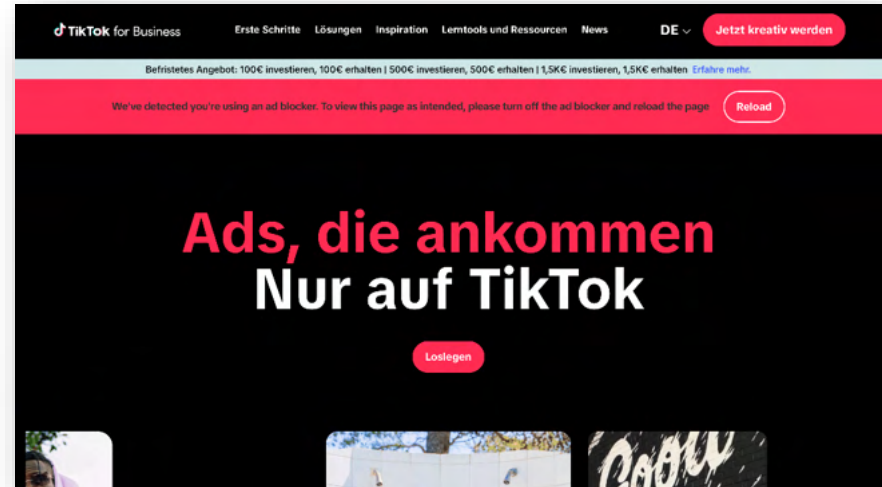 TikTok for Business Erste Schritte Lösungen Inspiration Lerntools und Ressourcen News DE Jetzt kreativ werden
Befristetes Angebot: 100€ investieren, 100€ erhalten | 500€ investieren, 500€ erhalten | 1,5K€ investieren, 1,5K€ erhalten Erfahre mehr.
We've detected you're using an ad blocker. To view this page as intended, please turn off the ad blocker and reload the page Reload
Ads, die ankommen
Nur auf TikTok
Loslegen
Good